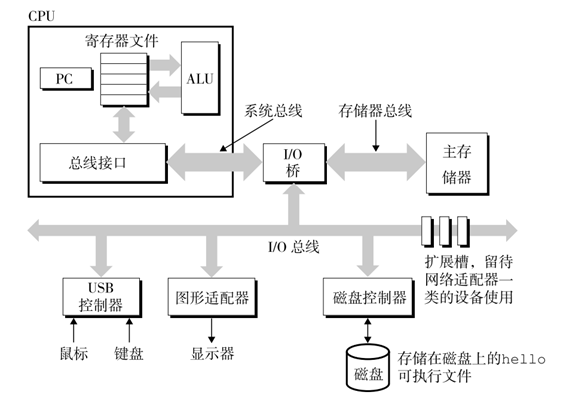 CPU
寄存器文件
PC
ALU
系统总线
存储器总线
总线接口
I/O
桥
主存
储器
I/O 总线
扩展槽，留待
网络适配器一
类的设备使用
USB
控制器
图形适配器
磁盘控制器
鼠标
键盘
显示器
磁盘
存储在磁盘上的hello
可执行文件